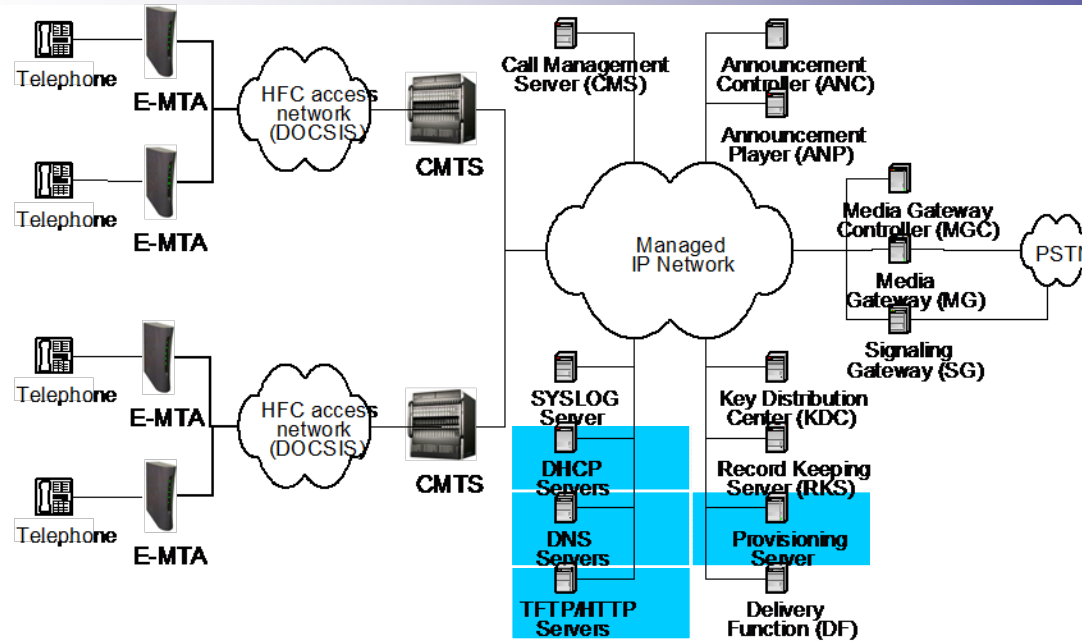 Telephone
E-MTA
Telephone
E-MTA
HFC access
network
(DOCSIS)
CMTS
Telephone
E-MTA
Telephone
E-MTA
HFC access
network
(DOCSIS)
CMTS
Call Management
Server (CMS)
Announcement
Controller (ANC)
Announcement
Player (ANP)
Managed
IP Network
Media Gateway
Controller (MGC)
Media
Gateway (MG)
Signaling
Gateway (SG)
PSTN
SYSLOG
Server
DHCP
Servers
DNS
Servers
TFTP/HTTP
Servers
Key Distribution
Center (KDC)
Record Keeping
Server (RKS)
Provisioning
Server
Delivery
Function (DF)